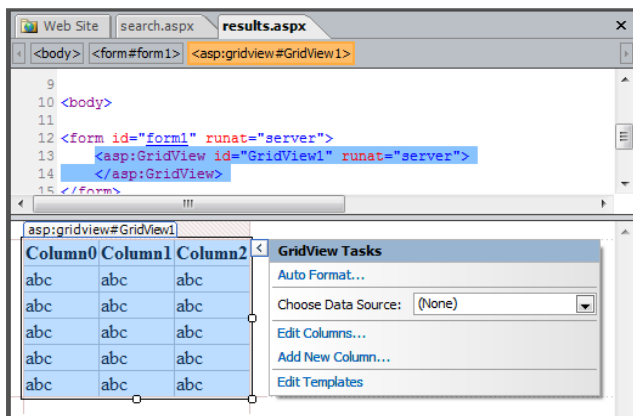 Web Site search.aspx results.aspx
<body> <form#form1> <asp:gridview#GridView1>
9
10 <body>
11
12 <form id="form1" runat="server">
13 <asp:GridView id="GridView1" runat="server">
14 </asp:GridView>
15 </form>
asp:gridview#GridView1
Column0 Column1 Column2
abc abc abc
abc abc abc
abc abc abc
abc abc abc
abc abc abc
GridView Tasks
Auto Format...
Choose Data Source: (None)
Edit Columns...
Add New Column...
Edit Templates